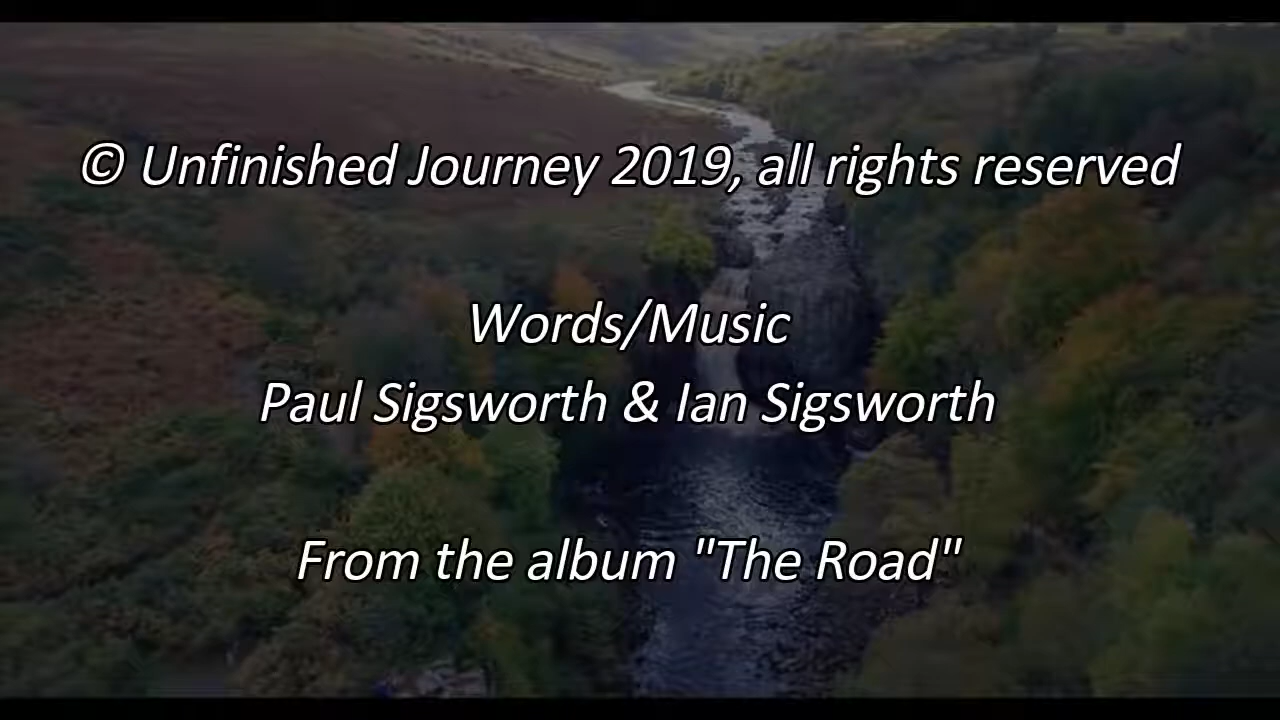 © Unfinished Journey 2019, all rights reserved
Words/Music
Paul Sigsworth & Ian Sigsworth
From the album "The Road"